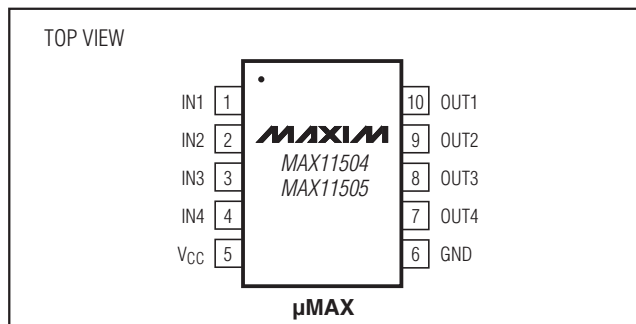 TOP VIEW
IN1 1 10 OUT1
IN2 2 MAXIM 9 OUT2
MAX11504
IN3 3 8 OUT3
MAX11505
IN4 4 7 OUT4
VCC 5 6 GND
µMAX